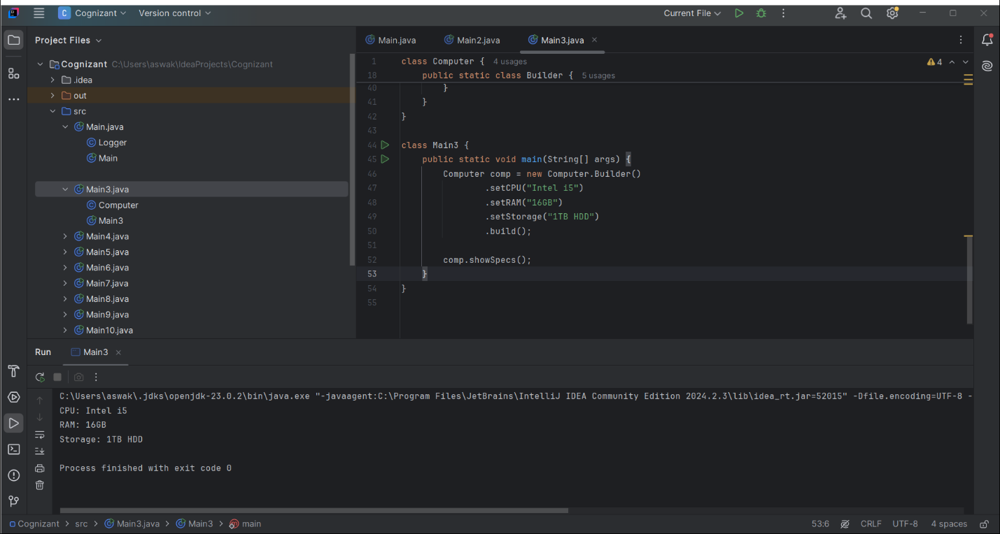 C Cognizant Version control Current File
Project Files
Cognizant C:\Users\aswak\IdeaProjects\Cognizant
.idea
out
src
Main.java
Logger
Main
Main3.java
Computer
Main3
Main4.java
Main5.java
Main6.java
Main7.java
Main8.java
Main9.java
Main10.java
Main.java Main2.java Main3.java
4
1 class Computer { 4 usages
18 public static class Builder { 5 usages
40 }
41 }
42 }
43
44 class Main3 {
45 public static void main(String[] args) {
46 Computer comp = new Computer.Builder()
47 .setCPU("Intel i5")
48 .setRAM("16GB")
49 .setStorage("1TB HDD")
50 .build();
51
52 comp.showSpecs();
53 }
54 }
55
Run Main3
C:\Users\aswak\.jdks\openjdk-23.0.2\bin\java.exe "-javaagent:C:\Program Files\JetBrains\IntelliJ IDEA Community Edition 2024.2.3\lib\idea_rt.jar=52015" -Dfile.encoding=UTF-8 -
CPU: Intel i5
RAM: 16GB
Storage: 1TB HDD
Process finished with exit code 0
Cognizant > src > Main3.java > Main3 > main 53:6 CRLF UTF-8 4 spaces